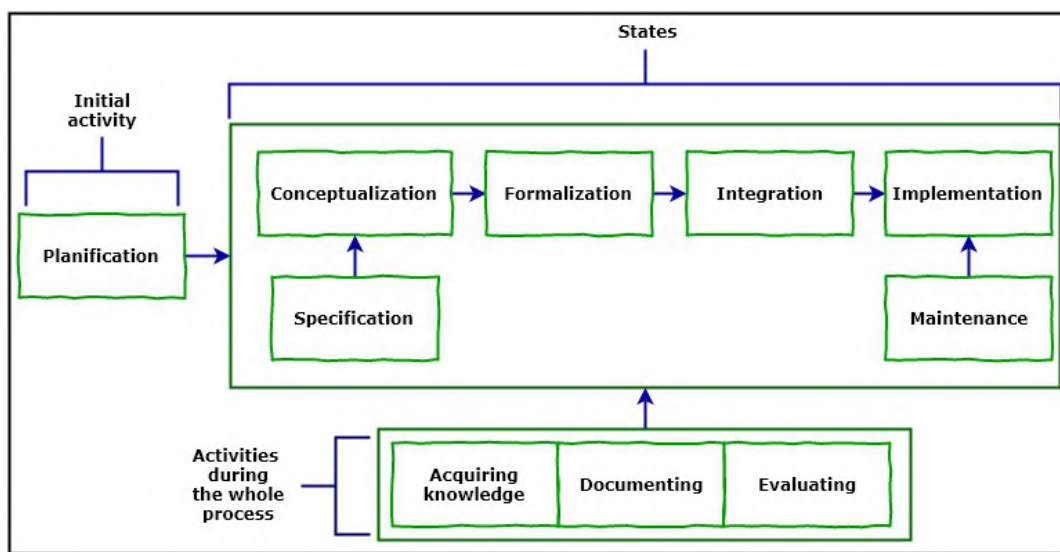 States
Initial
activity
Conceptualization
Formalization
Integration
Implementation
Planification
Specification
Maintenance
Activities
during
the whole
process
Acquiring
knowledge
Documenting
Evaluating